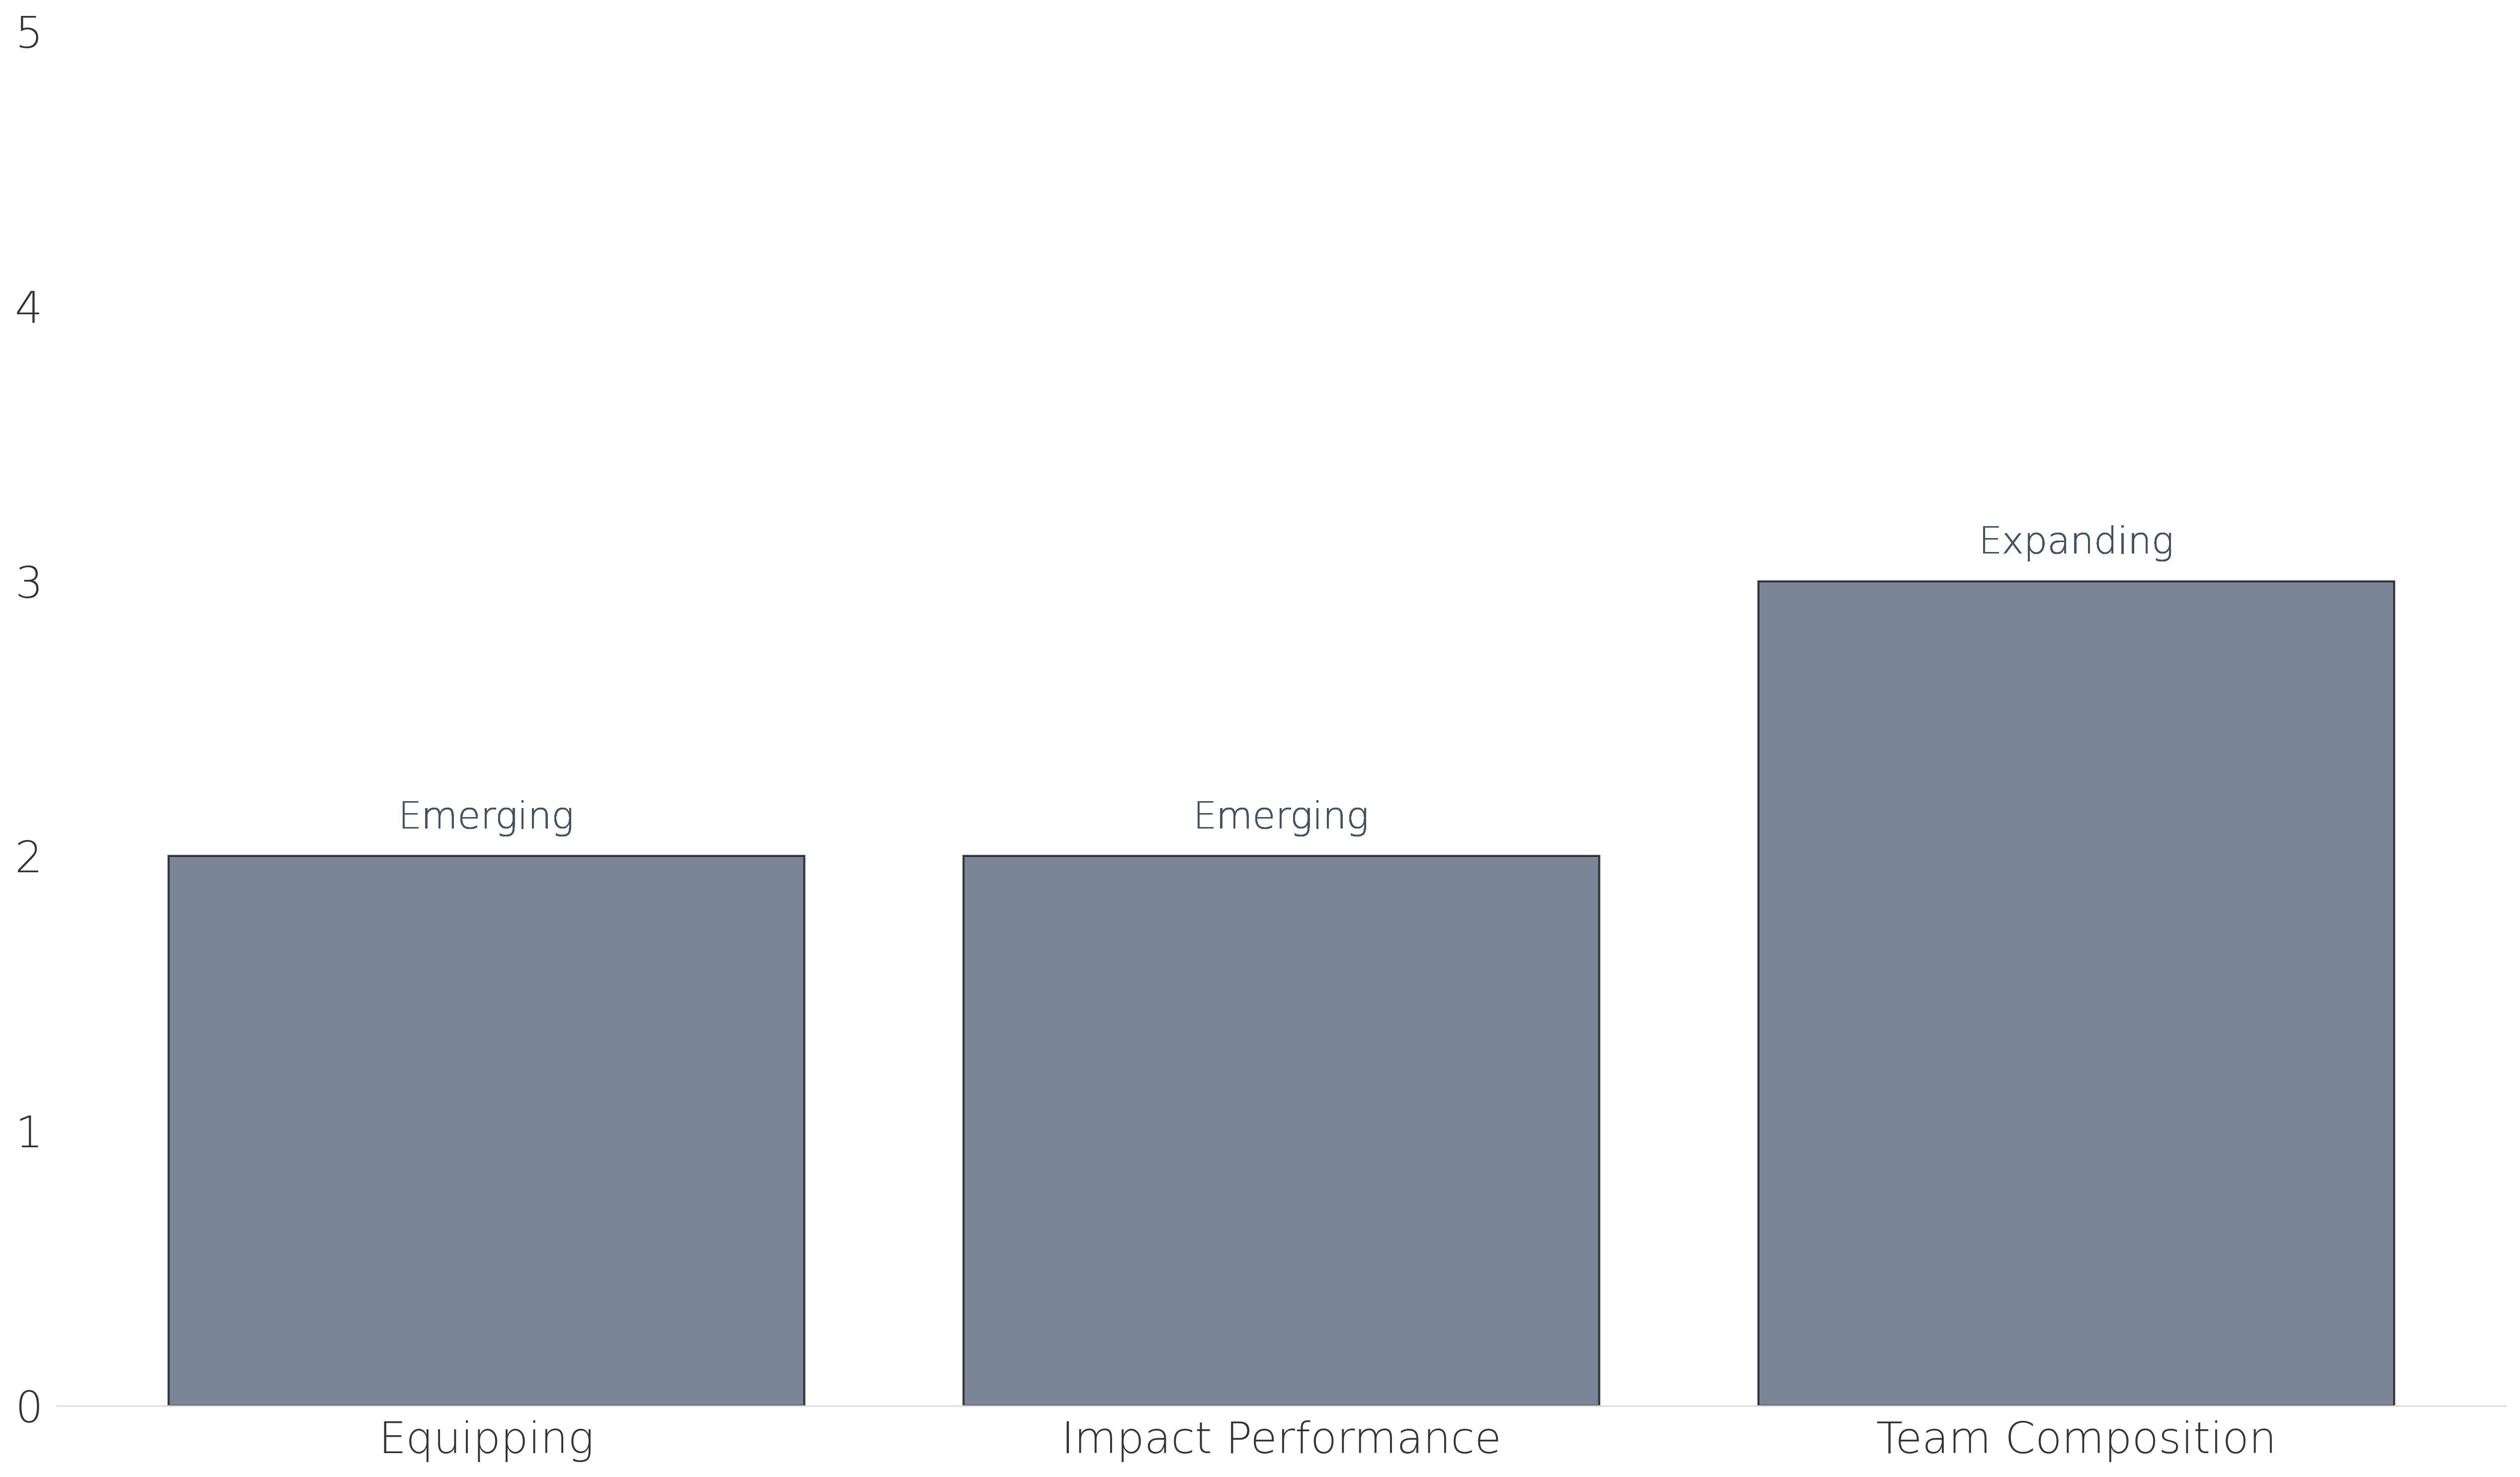 5
4
3
2
1
0
Expanding
Emerging
Emerging
Equipping
Impact Performance
Team Composition